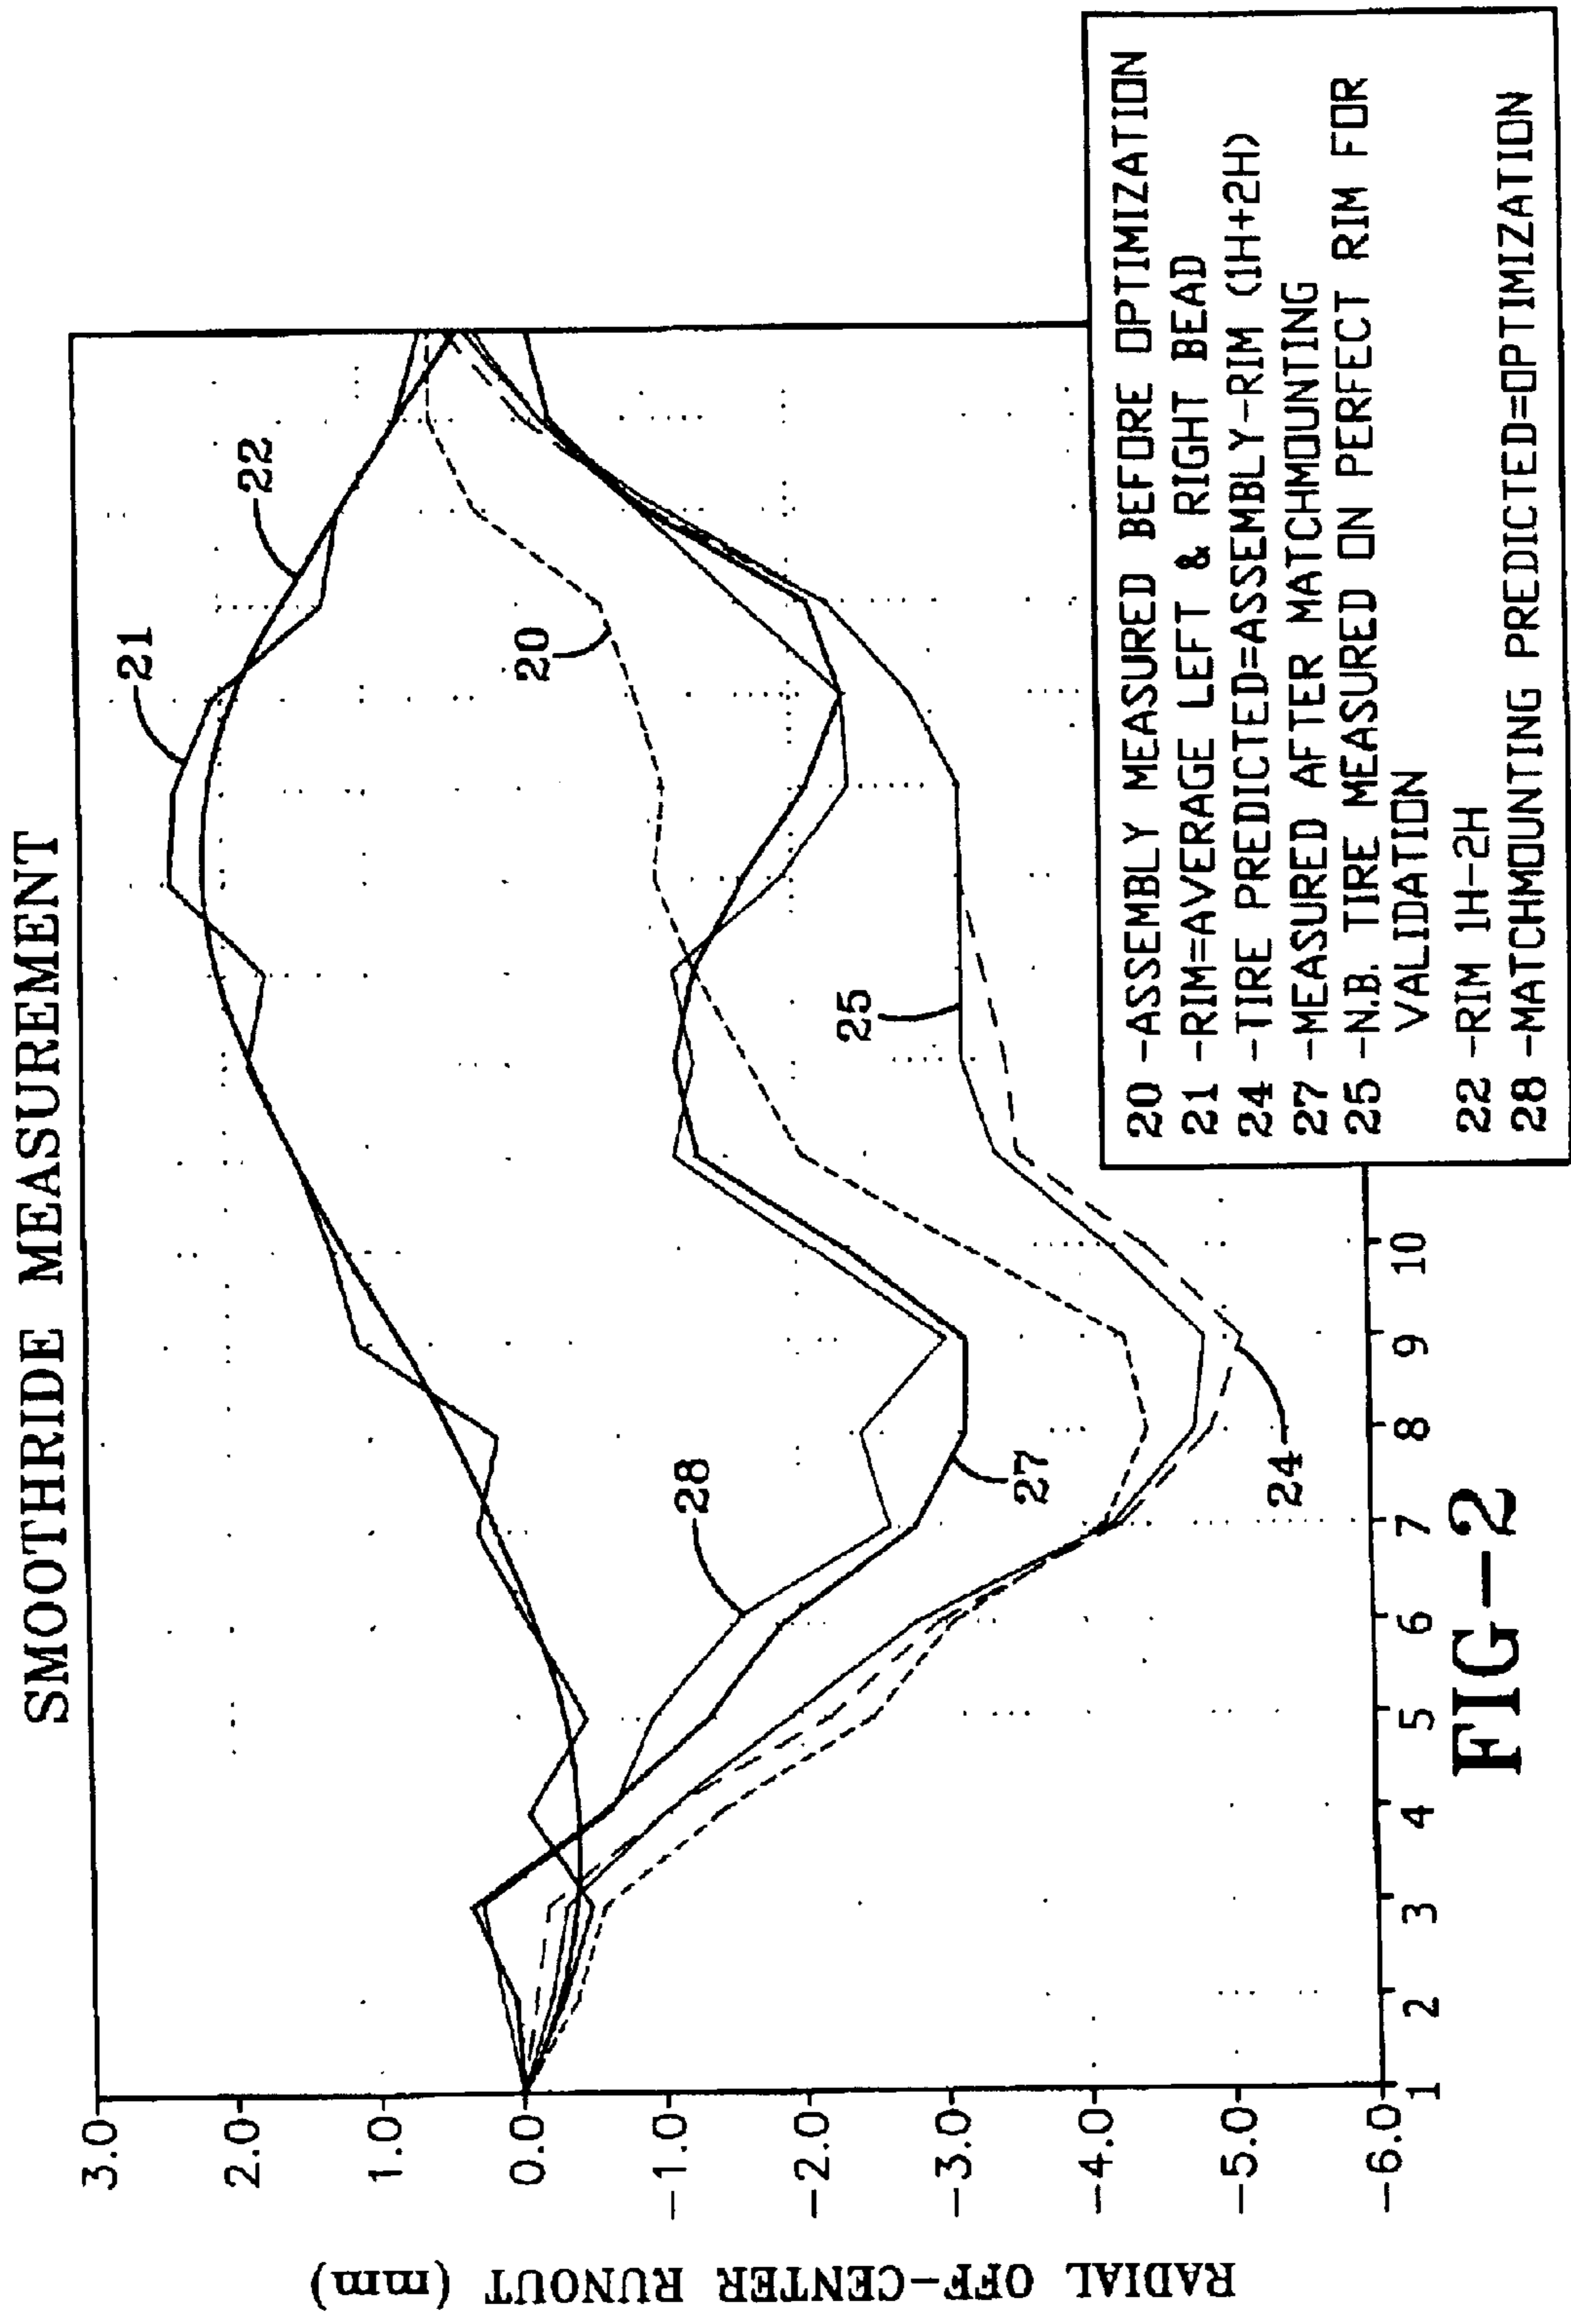 SMOOTHRIDE MEASUREMENT
RADIAL OFF-CENTER RUNOUT (mm)
3.0
2.0
1.0
0.0
-1.0
-2.0
-3.0
-4.0
-5.0
-6.0
1 2 3 4 5 6 7 8 9 10
21
22
20
25
28
27
24
20 -ASSEMBLY MEASURED BEFORE OPTIMIZATION
21 -RIM=AVERAGE LEFT & RIGHT BEAD
24 -TIRE PREDICTED=ASSEMBLY-RIM (1H+2H)
27 -MEASURED AFTER MATCHMOUNTING
25 -N.B. TIRE MEASURED ON PERFECT RIM FOR
VALIDATION
22 -RIM 1H-2H
28 -MATCHMOUNTING PREDICTED=OPTIMIZATION
FIG-2